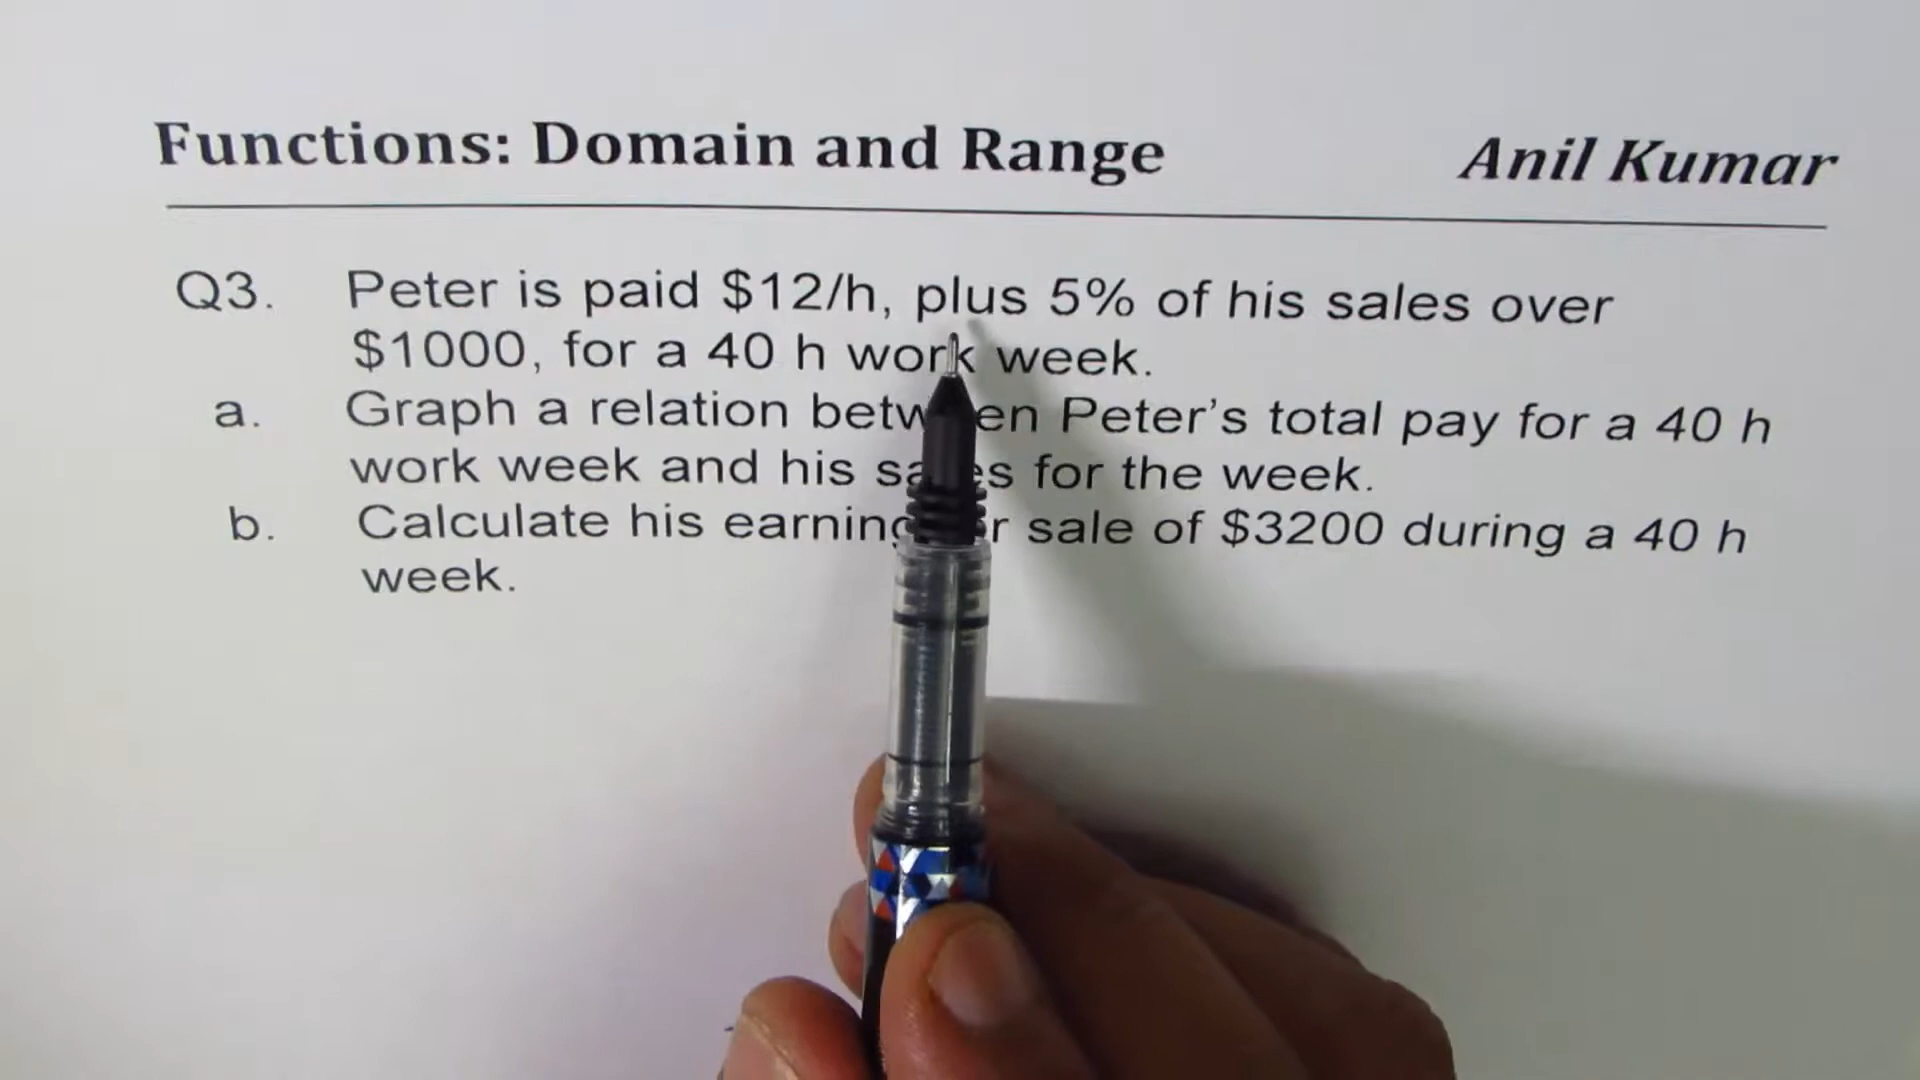 Functions: Domain and Range Anil Kumar
Q3. Peter is paid $12/h, plus 5% of his sales over
$1000, for a 40 h work week.
a. Graph a relation between Peter's total pay for a 40 h
work week and his sales for the week.
b. Calculate his earning for sale of $3200 during a 40 h
week.